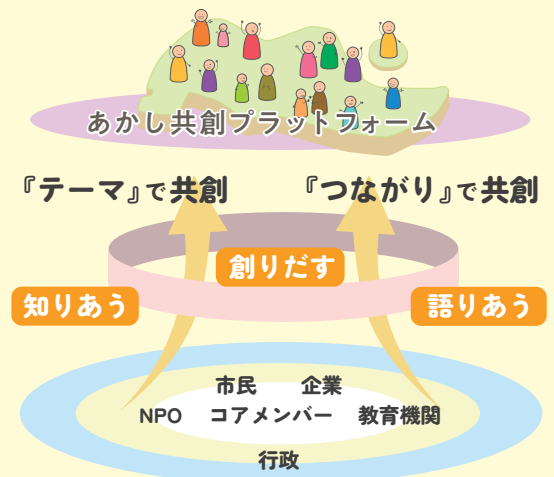 あかし共創プラットフォーム
『テーマ』で共創
『つながり』で共創
創りだす
知りあう
語りあう
市民 企業
NPO コアメンバー 教育機関
行政